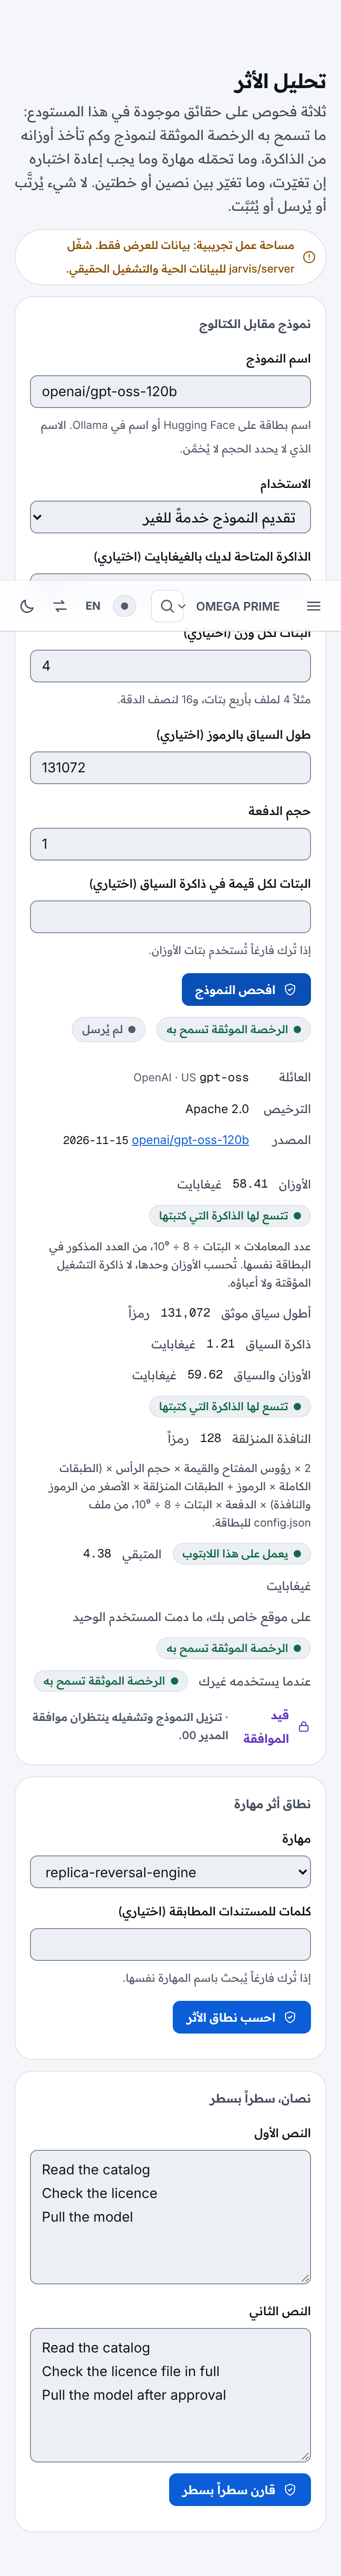 تحليل الأثر
ثلاثة فحوص على حقائق موجودة في هذا المستودع:
ما تسمح به الرخصة الموثقة لنموذج وكم تأخذ أوزانه
من الذاكرة، وما تحمّله مهارة وما يجب إعادة اختباره
إن تغيّرت، وما تغيّر بين نصين أو خطتين. لا شيء يُرتَّب
أو يُرسل أو يُثبَّت.
مساحة عمل تجريبية: بيانات للعرض فقط. شغّل
jarvis/server للبيانات الحية والتشغيل الحقيقي.
نموذج مقابل الكتالوج
اسم النموذج
openai/gpt-oss-120b
اسم بطاقة على Hugging Face أو اسم في Ollama. الاسم
الذي لا يحدد الحجم لا يُخمَّن.
الاستخدام
تقديم النموذج خدمةً للغير
الذاكرة المتاحة لديك بالغيغابايت (اختياري)
OMEGA PRIME
EN
البتات لكل وزن (اختياري)
4
مثلاً 4 لملف بأربع بتات، و16 لنصف الدقة.
طول السياق بالرموز (اختياري)
131072
حجم الدفعة
1
البتات لكل قيمة في ذاكرة السياق (اختياري)
إذا تُرك فارغاً تُستخدم بتات الأوزان.
افحص النموذج
الرخصة الموثقة تسمح به
لم يُرسل
العائلة gpt-oss OpenAI · US
الترخيص Apache 2.0
المصدر openai/gpt-oss-120b 2026-11-15
الأوزان 58.41 غيغابايت
تتسع لها الذاكرة التي كتبتها
عدد المعاملات × البتات ÷ 8 ÷ 10⁹، من العدد المذكور في
البطاقة نفسها. تُحسب الأوزان وحدها، لا ذاكرة التشغيل
المؤقتة ولا أعباؤه.
أطول سياق موثق 131,072 رمزاً
ذاكرة السياق 1.21 غيغابايت
الأوزان والسياق 59.62 غيغابايت
تتسع لها الذاكرة التي كتبتها
النافذة المنزلقة 128 رمزاً
2 × رؤوس المفتاح والقيمة × حجم الرأس × (الطبقات
الكاملة × الرموز + الطبقات المنزلقة × الأصغر من الرموز
والنافذة) × الدفعة × البتات ÷ 8 ÷ 10⁹، من ملف
config.json للبطاقة.
يعمل على هذا اللابتوب المتبقي 4.38
غيغابايت
على موقع خاص بك، ما دمت المستخدم الوحيد
الرخصة الموثقة تسمح به
عندما يستخدمه غيرك الرخصة الموثقة تسمح به
قيد
الموافقة
· تنزيل النموذج وتشغيله ينتظران موافقة
المدير 00.
نطاق أثر مهارة
مهارة
replica-reversal-engine
كلمات للمستندات المطابقة (اختياري)
إذا تُرك فارغاً يُبحث باسم المهارة نفسها.
احسب نطاق الأثر
نصان، سطراً بسطر
النص الأول
Read the catalog
Check the licence
Pull the model
النص الثاني
Read the catalog
Check the licence file in full
Pull the model after approval
قارن سطراً بسطر